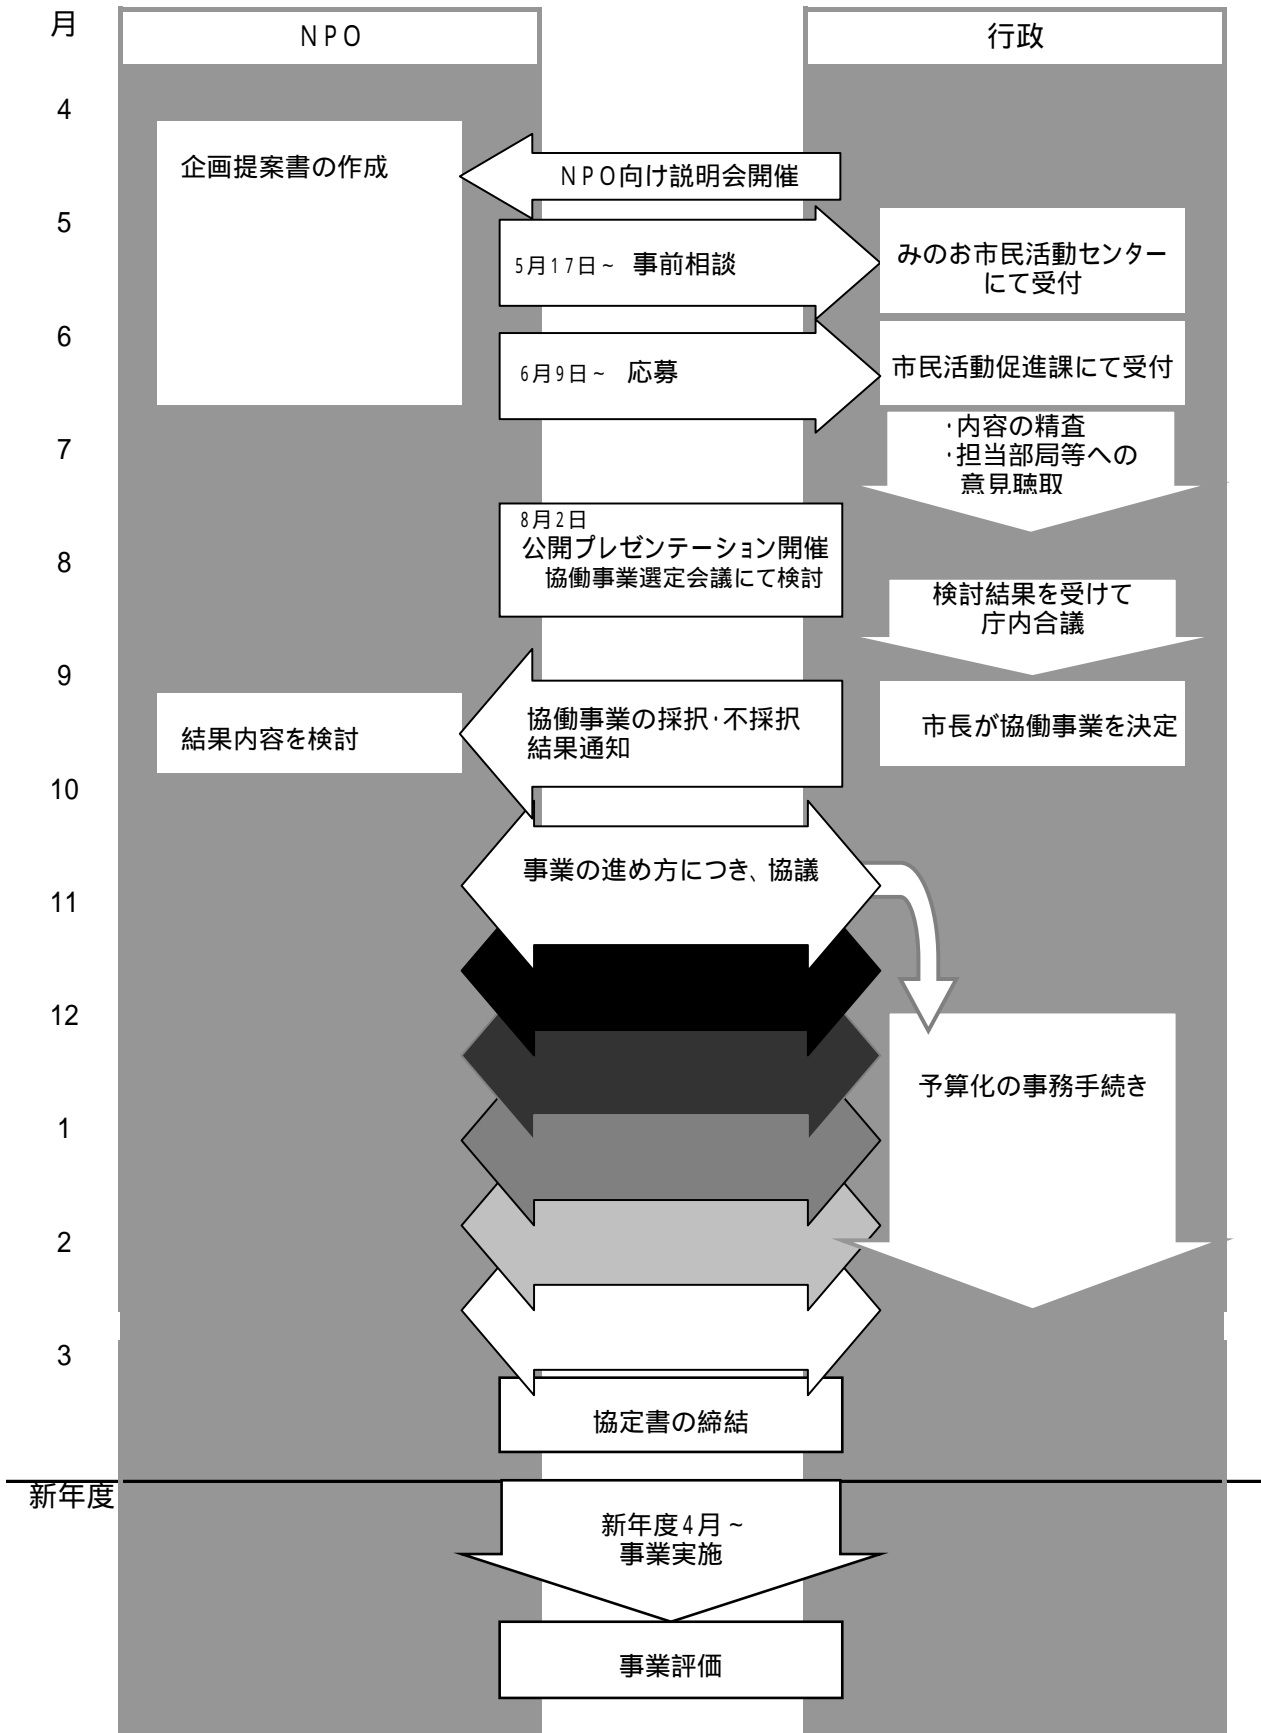 月
NPO
行政
4
企画提案書の作成
NPO向け説明会開催
5
5月17日~ 事前相談
みのお市民活動センター
にて受付
6
6月9日~ 応募
市民活動促進課にて受付
7
・内容の精査
・担当部局等への
意見聴取
8月2日
公開プレゼンテーション開催
協働事業選定会議にて検討
8
検討結果を受けて
庁内合議
9
協働事業の採択・不採択
結果通知
結果内容を検討
市長が協働事業を決定
10
事業の進め方につき、協議
11
12
予算化の事務手続き
1
2
3
協定書の締結
新年度
新年度4月~
事業実施
事業評価